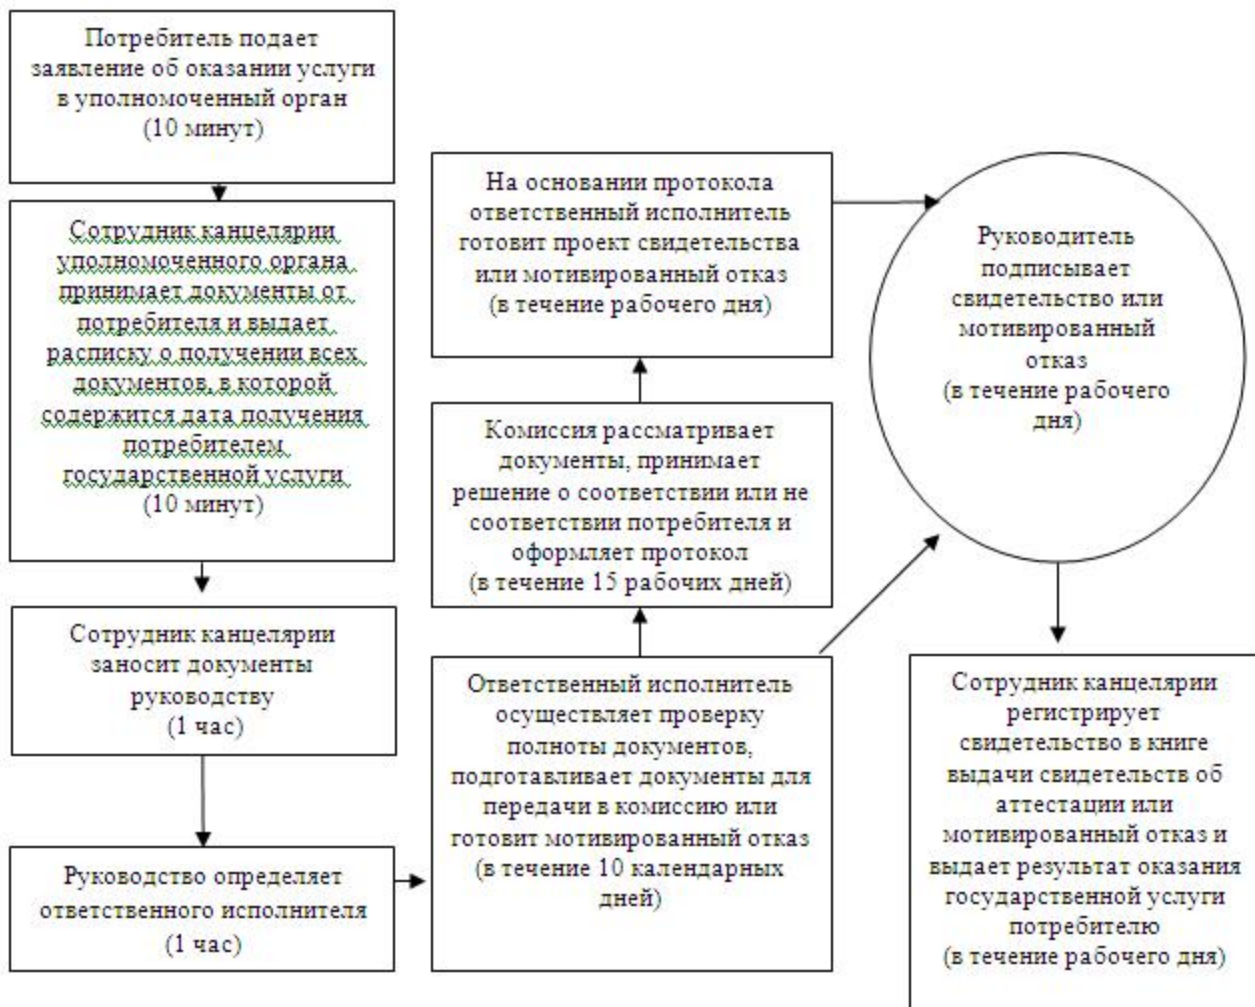 Потребитель подает
заявление об оказании услуги
в уполномоченный орган
(10 минут)
Сотрудник канцелярии
уполномоченного органа
принимает документы от
потребителя и выдает
расписку о получении всех
документов, в которой
содержится дата получения
потребителем
государственной услуги
(10 минут)
Сотрудник канцелярии
заносит документы
руководству
(1 час)
Руководство определяет
ответственного исполнителя
(1 час)
Ответственный исполнитель
осуществляет проверку
полноты документов,
подготавливает документы для
передачи в комиссию или
готовит мотивированный отказ
(в течение 10 календарных
дней)
Комиссия рассматривает
документы, принимает
решение о соответствии или не
соответствии потребителя и
оформляет протокол
(в течение 15 рабочих дней)
На основании протокола
ответственный исполнитель
готовит проект свидетельства
или мотивированный отказ
(в течение рабочего дня)
Руководитель
подписывает
свидетельство или
мотивированный
отказ
(в течение рабочего
дня)
Сотрудник канцелярии
регистрирует
свидетельство в книге
выдачи свидетельств об
аттестации или
мотивированный отказ и
выдает результат оказания
государственной услуги
потребителю
(в течение рабочего дня)